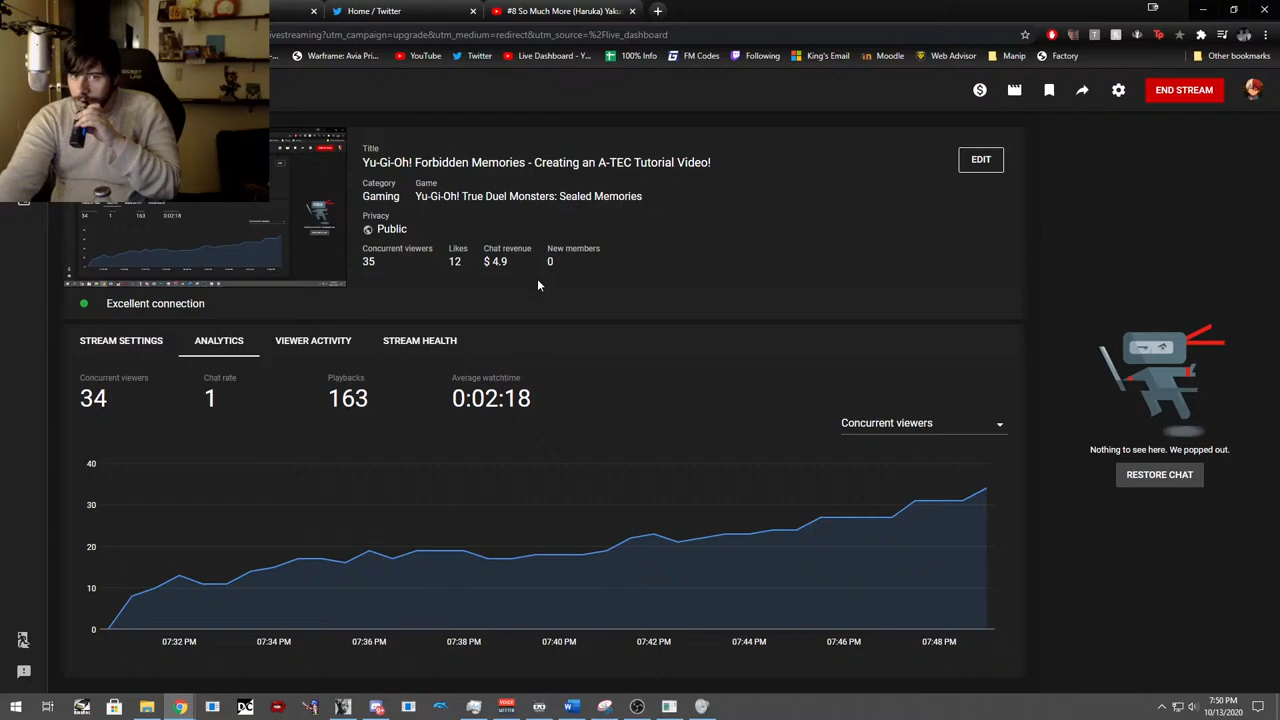 Home / Twitter
#8 So Much More (Haruka) Yaku
vestreaming?utm_campaign=upgrade&utm_medium=redirect&utm_source=%2Flive_dashboard
Warframe: Avia Pri...
YouTube
Twitter
Live Dashboard - Y...
100% Info
FM Codes
Following
King's Email
Moodle
Web Advisor
Manip
Factory
Other bookmarks
END STREAM
Title
Yu-Gi-Oh! Forbidden Memories - Creating an A-TEC Tutorial Video!
EDIT
Category Game
Gaming Yu-Gi-Oh! True Duel Monsters: Sealed Memories
Privacy
Public
Concurrent viewers Likes Chat revenue New members
35 12 $ 4.9 0
34 163 0:02:18
Excellent connection
STREAM SETTINGS ANALYTICS VIEWER ACTIVITY STREAM HEALTH
Concurrent viewers Chat rate Playbacks Average watchtime
34 1 163 0:02:18
Concurrent viewers
40
30
20
10
0
07:32 PM 07:34 PM 07:36 PM 07:38 PM 07:40 PM 07:42 PM 07:44 PM 07:46 PM 07:48 PM
Nothing to see here. We popped out.
RESTORE CHAT
7:50 PM
10/13/2020